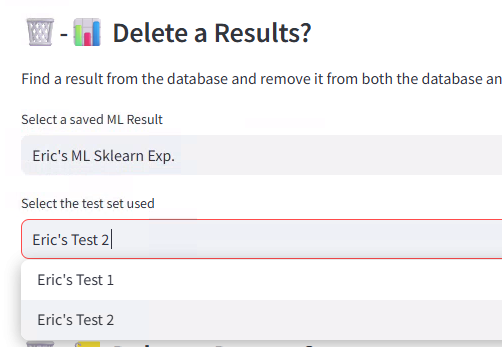 🗑️ - 📊 Delete a Results?
Find a result from the database and remove it from both the database an
Select a saved ML Result
Eric's ML Sklearn Exp.
Select the test set used
Eric's Test 2
Eric's Test 1
Eric's Test 2